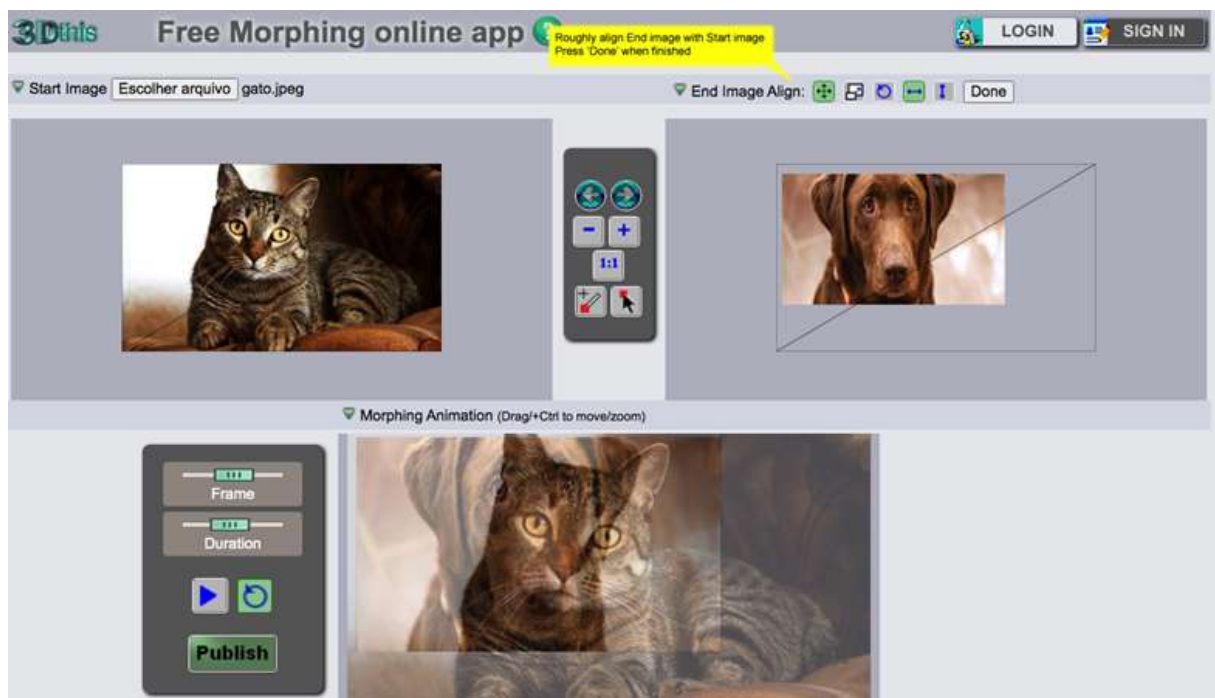 3Dthis
Free Morphing online app
Roughly align End image with Start image
Press 'Done' when finished
LOGIN
SIGN IN
Start Image Escolher arquivo gato.jpeg
End Image Align:
Done
- +
1:1
Morphing Animation (Drag/+Ctrl to move/zoom)
Frame
Duration
Publish